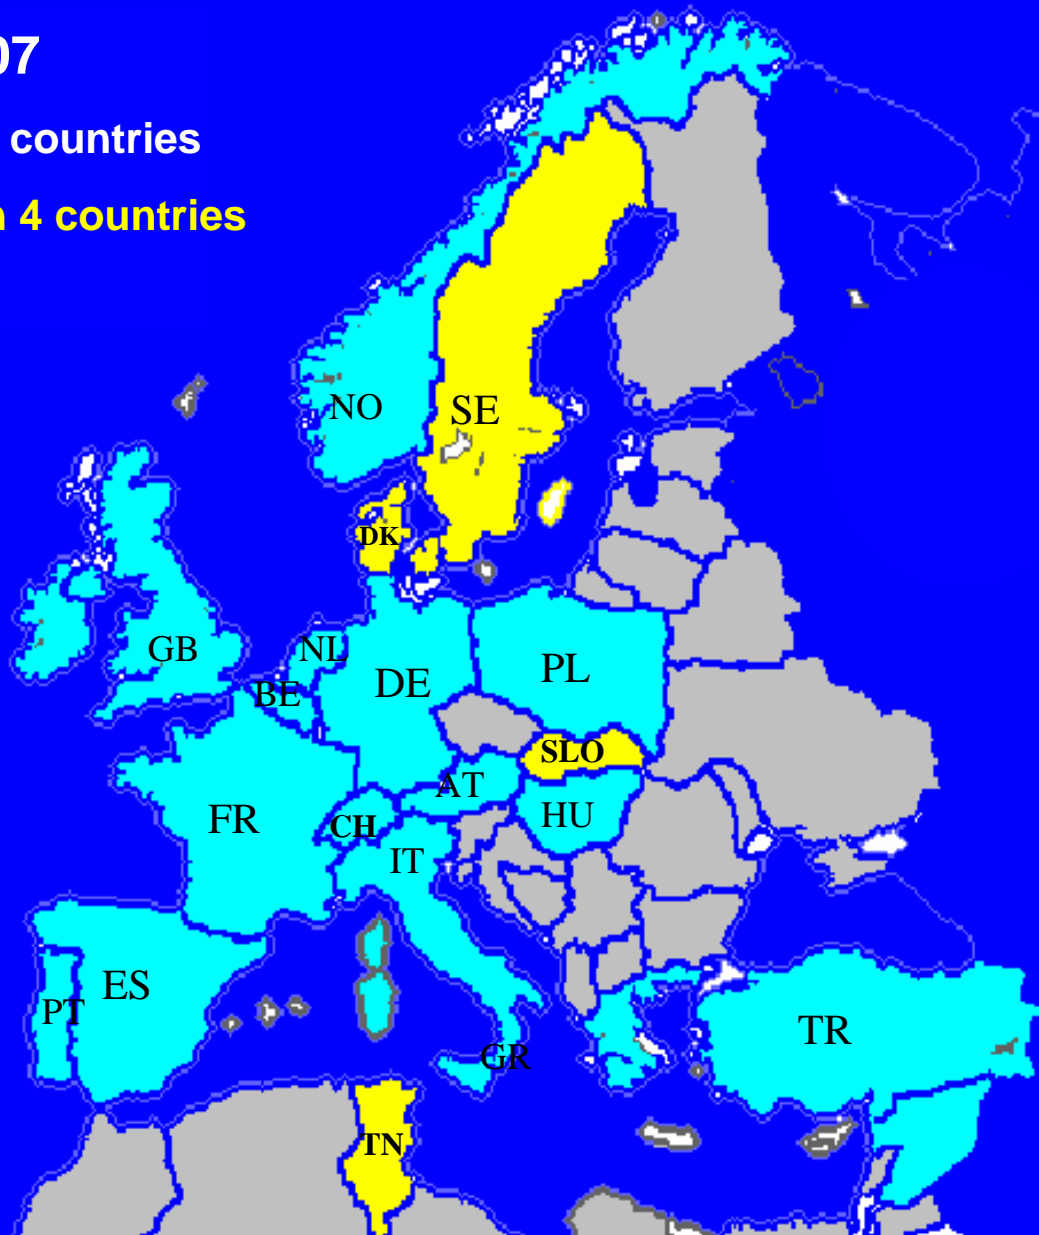 07
countries
4 countries
NO
SE
DK
GB
NL
DE
PL
BE
SLO
AT
HU
FR
CH
IT
ES
PT
TR
GR
TN